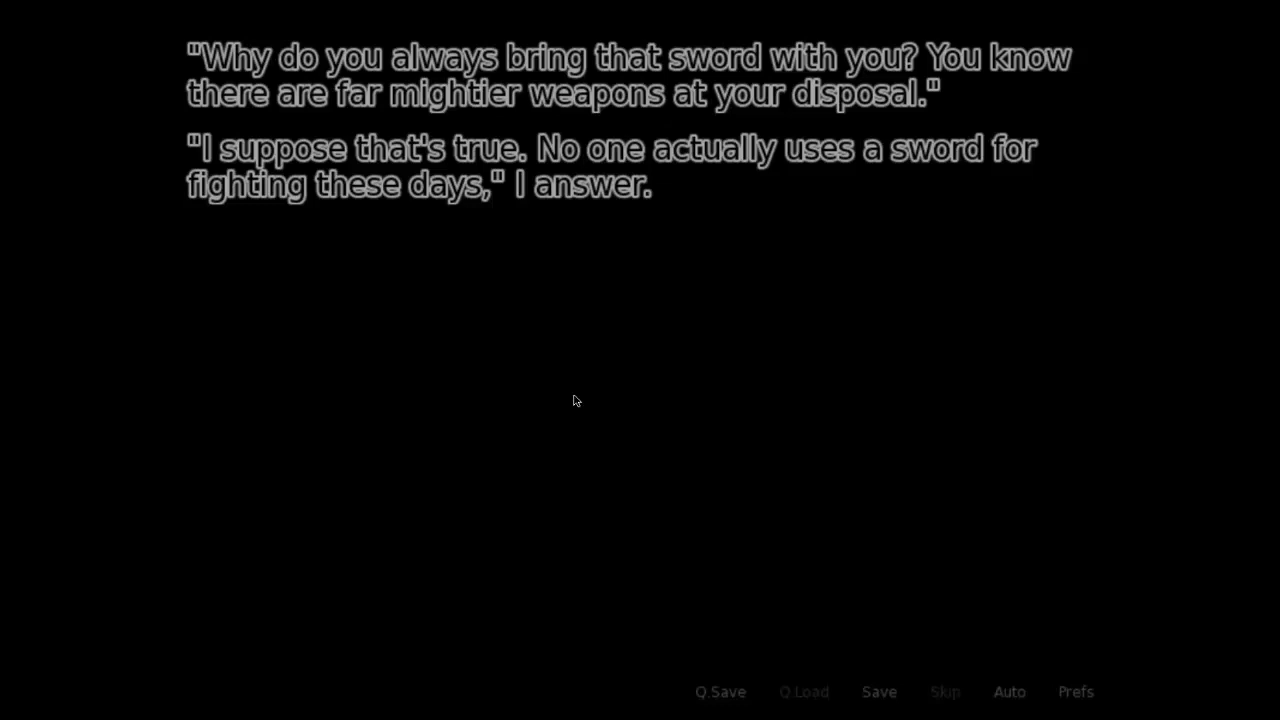 "Why do you always bring that sword with you? You know
there are far mightier weapons at your disposal."
"I suppose that's true. No one actually uses a sword for
fighting these days," I answer.
Q.Save Q.Load Save Skip Auto Prefs